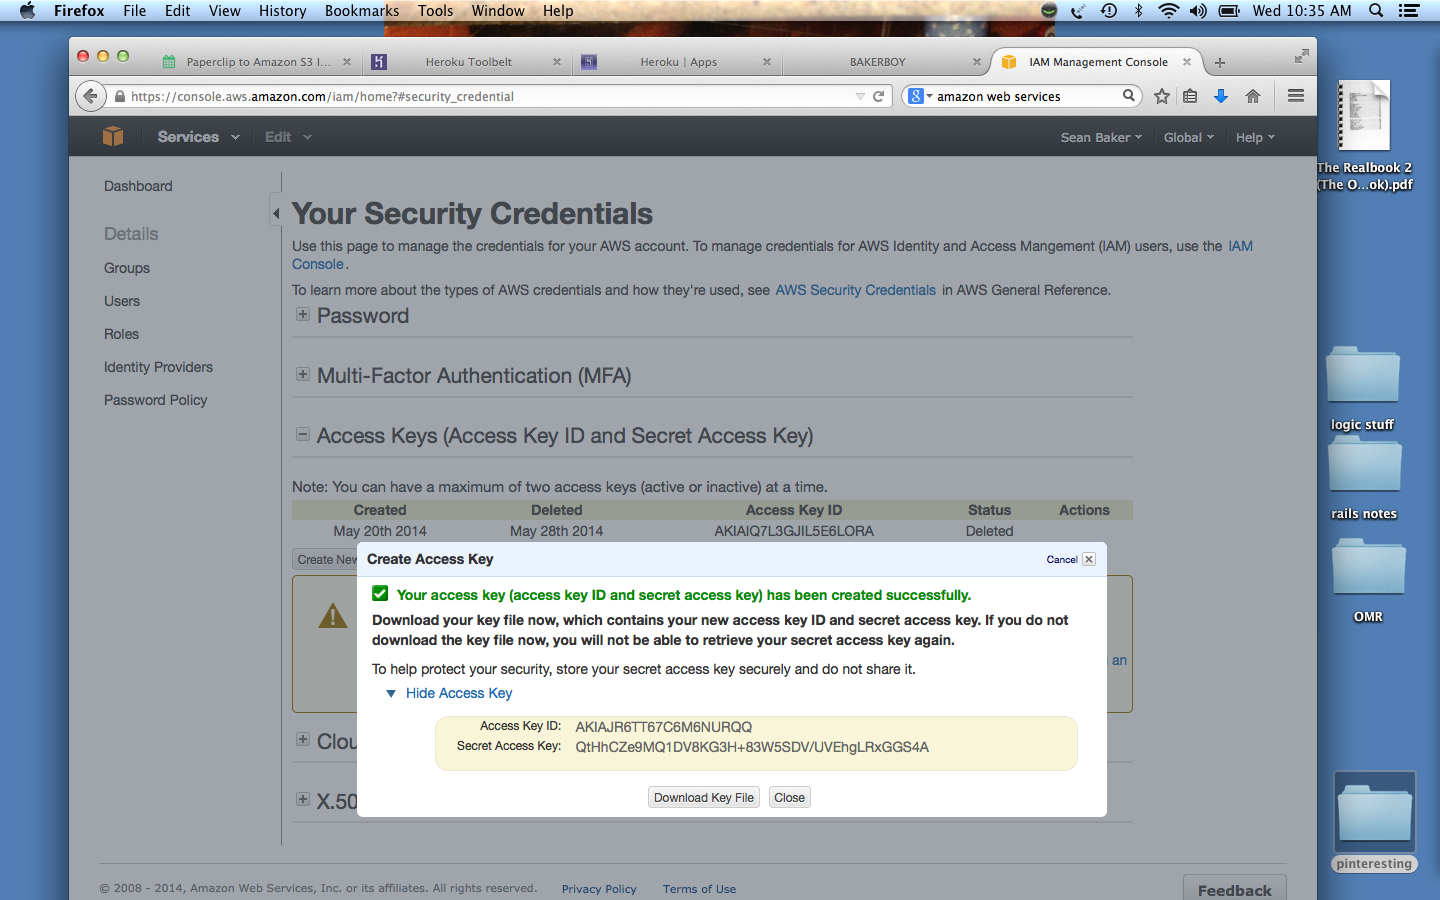 Firefox File Edit View History Bookmarks Tools Window Help Wed 10:35 AM
Paperclip to Amazon S3 I... Heroku Toolbelt Heroku | Apps BAKERBOY IAM Management Console
https://console.aws.amazon.com/iam/home?#security_credential amazon web services
Services Edit Sean Baker Global Help
Dashboard
Details
Groups
Users
Roles
Identity Providers
Password Policy
Your Security Credentials
Use this page to manage the credentials for your AWS account. To manage credentials for AWS Identity and Access Mangement (IAM) users, use the IAM
Console.
To learn more about the types of AWS credentials and how they're used, see AWS Security Credentials in AWS General Reference.
Password
Multi-Factor Authentication (MFA)
Access Keys (Access Key ID and Secret Access Key)
Note: You can have a maximum of two access keys (active or inactive) at a time.
Created Deleted Access Key ID Status Actions
May 20th 2014 May 28th 2014 AKIAIQ7L3GJIL5E6LORA Deleted
Create New
an
Clou
X.50
Create Access Key Cancel
Your access key (access key ID and secret access key) has been created successfully.
Download your key file now, which contains your new access key ID and secret access key. If you do not
download the key file now, you will not be able to retrieve your secret access key again.
To help protect your security, store your secret access key securely and do not share it.
Hide Access Key
Access Key ID: AKIAJR6TT67C6M6NURQQ
Secret Access Key: QtHhCZe9MQ1DV8KG3H+83W5SDV/UVEhgLRxGGS4A
Download Key File Close
© 2008 - 2014, Amazon Web Services, Inc. or its affiliates. All rights reserved. Privacy Policy Terms of Use
Feedback
The Realbook 2
(The O...ok).pdf
logic stuff
rails notes
OMR
pinteresting